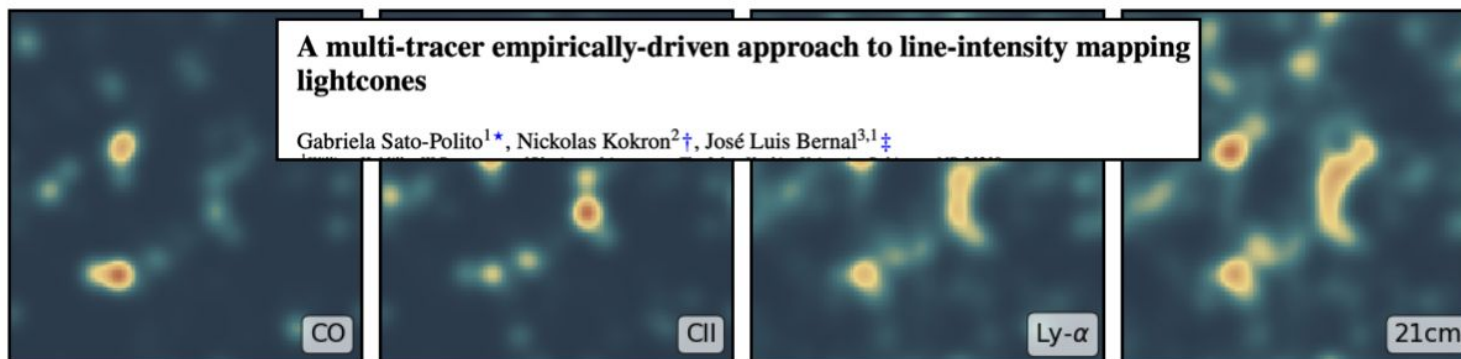 A multi-tracer empirically-driven approach to line-intensity mapping
lightcones
Gabriela Sato-Polito¹★, Nickolas Kokron²†, José Luis Bernal³,¹‡
CO
CII
Ly-α
21cm